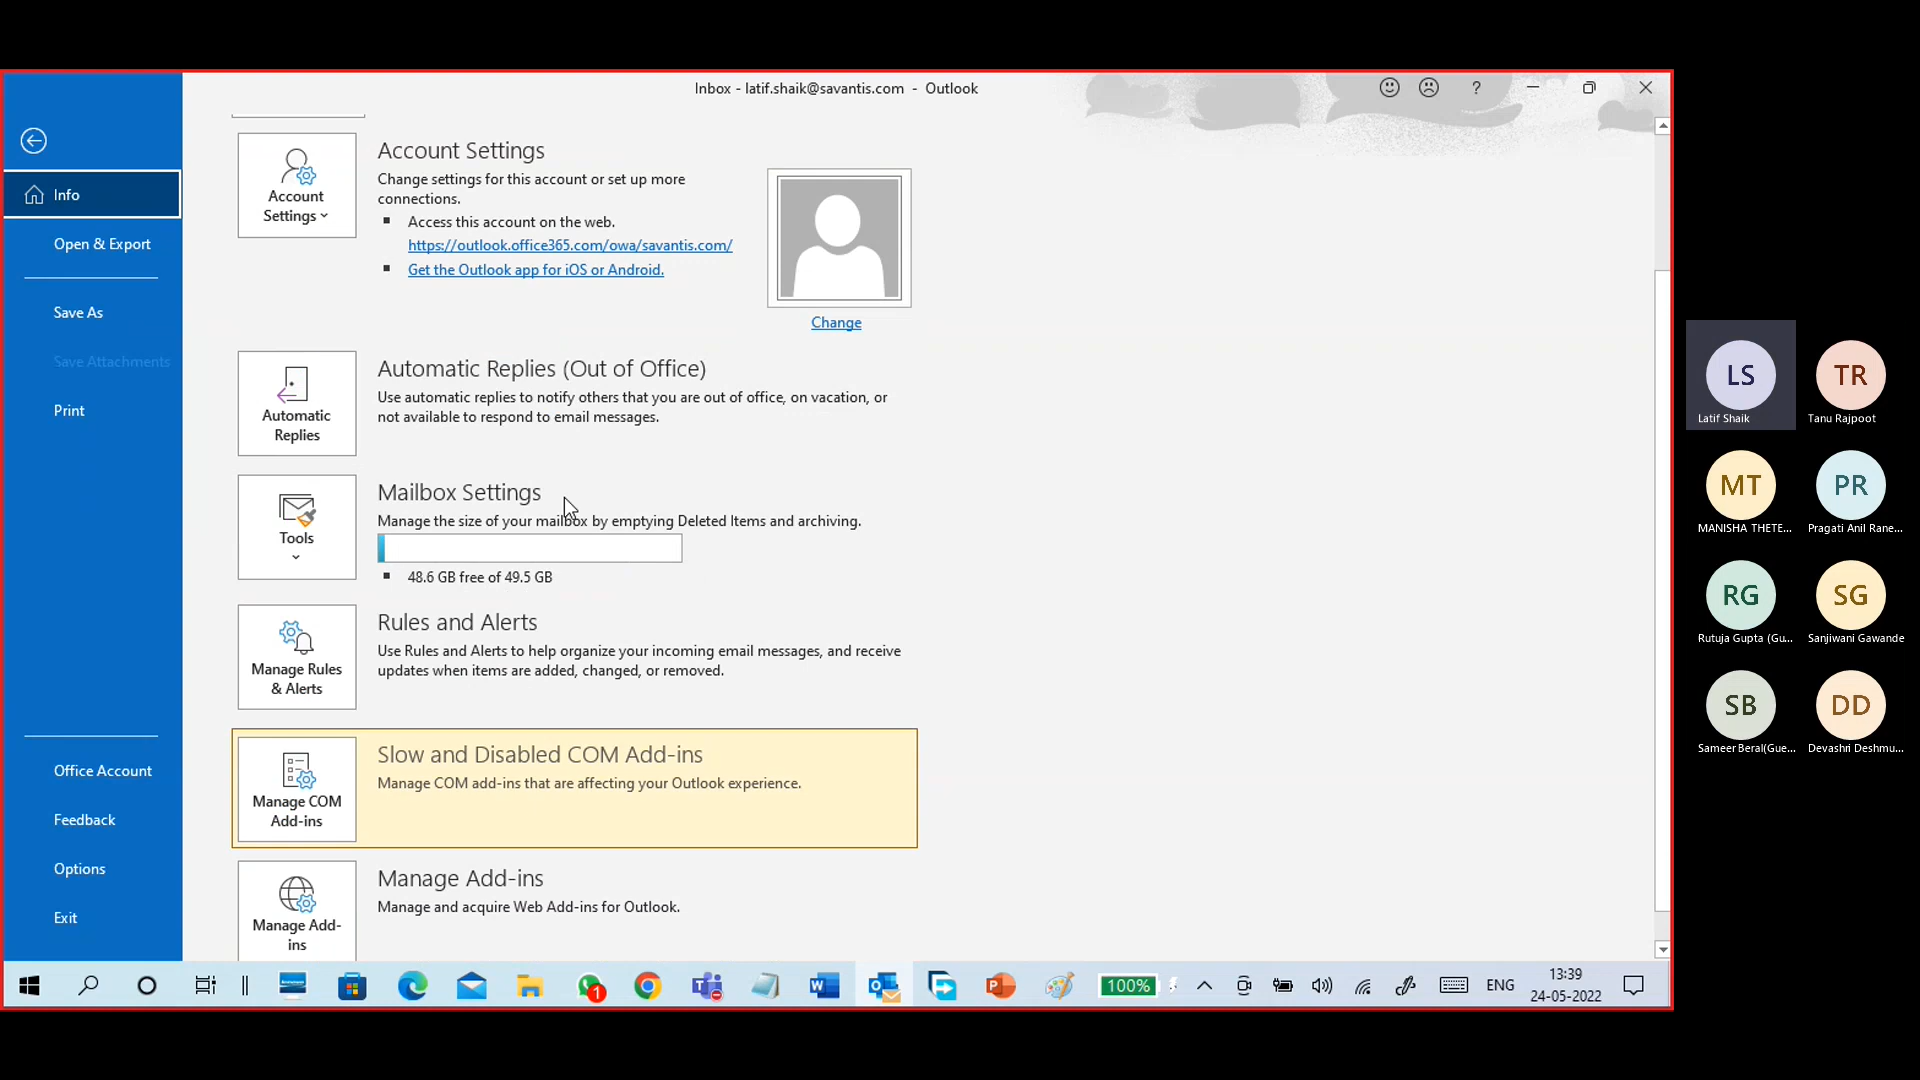 Inbox - latif.shaik@savantis.com - Outlook
?
Info
Open & Export
Save As
Save Attachments
Print
Office Account
Feedback
Options
Exit
Account
Settings
Account Settings
Change settings for this account or set up more
connections.
Access this account on the web.
https://outlook.office365.com/owa/savantis.com/
Get the Outlook app for iOS or Android.
Change
Automatic
Replies
Automatic Replies (Out of Office)
Use automatic replies to notify others that you are out of office, on vacation, or
not available to respond to email messages.
Tools
Mailbox Settings
Manage the size of your mailbox by emptying Deleted Items and archiving.
48.6 GB free of 49.5 GB
Manage Rules
& Alerts
Rules and Alerts
Use Rules and Alerts to help organize your incoming email messages, and receive
updates when items are added, changed, or removed.
Manage COM
Add-ins
Slow and Disabled COM Add-ins
Manage COM add-ins that are affecting your Outlook experience.
Manage Add-
ins
Manage Add-ins
Manage and acquire Web Add-ins for Outlook.
1
100%
ENG
13:39
24-05-2022
LS
Latif Shaik
TR
Tanu Rajpoot
MT
MANISHA THETE...
PR
Pragati Anil Rane...
RG
Rutuja Gupta (Gu...
SG
Sanjiwani Gawande
SB
Sameer Beral(Gue...
DD
Devashri Deshmu...